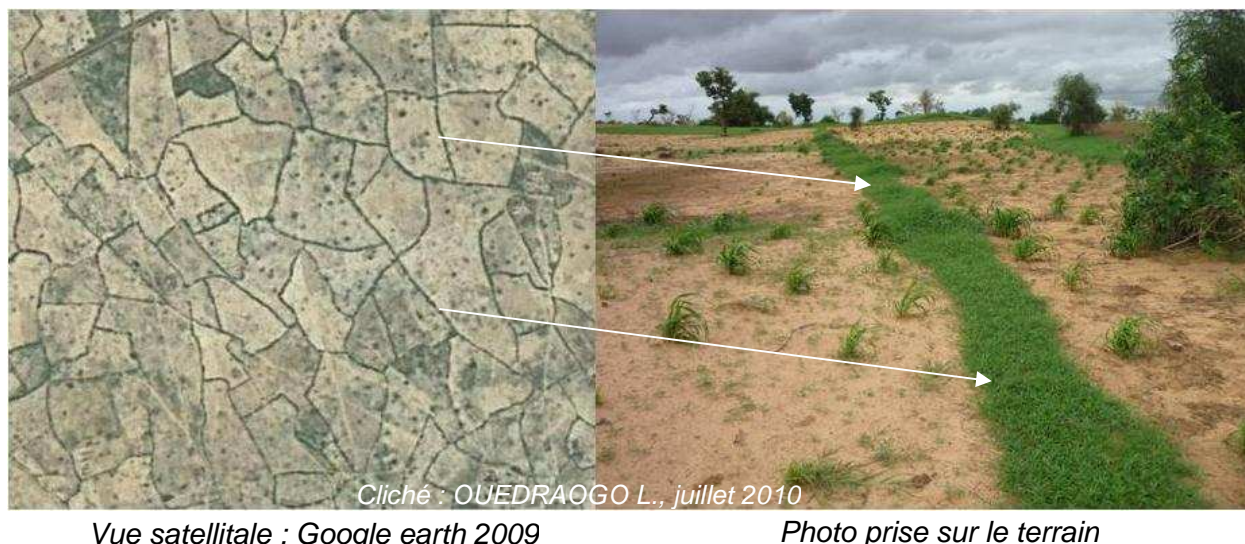 Cliché : OUEDRAOGO L., juillet 2010
Vue satellitale : Google earth 2009
Photo prise sur le terrain